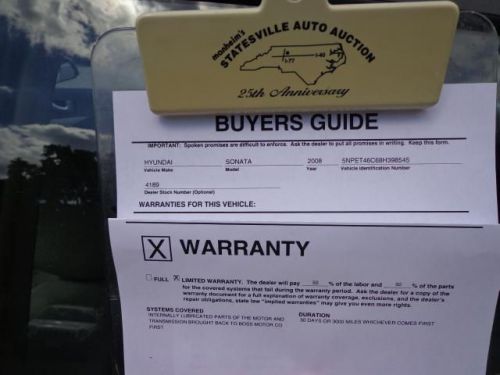 manheim's
STATESVILLE AUTO AUCTION
I-40
I-77
25th Anniversary
BUYERS GUIDE
IMPORTANT: Spoken promises are difficult to enforce. Ask the dealer to put all promises in writing. Keep this form.
HYUNDAI SONATA 2008 5NPET46C68H398545
Vehicle Make Model Year Vehicle Identification Number
4189
Dealer Stock Number (Optional)
WARRANTIES FOR THIS VEHICLE:
X WARRANTY
FULL X LIMITED WARRANTY. The dealer will pay 50 % of the labor and 50 % of the parts
for the covered systems that fail during the warranty period. Ask the dealer for a copy of the
warranty document for a full explanation of warranty coverage, exclusions, and the dealer's
repair obligations, state law "implied warranties" may give you even more rights.
SYSTEMS COVERED DURATION
INTERNALLY LUBRICATED PARTS OF THE MOTOR AND 30 DAYS OR 3000 MILES WHICHEVER COMES FIRST
TRANSMISSION BROUGHT BACK TO BOSS MOTOR CO
FIRST